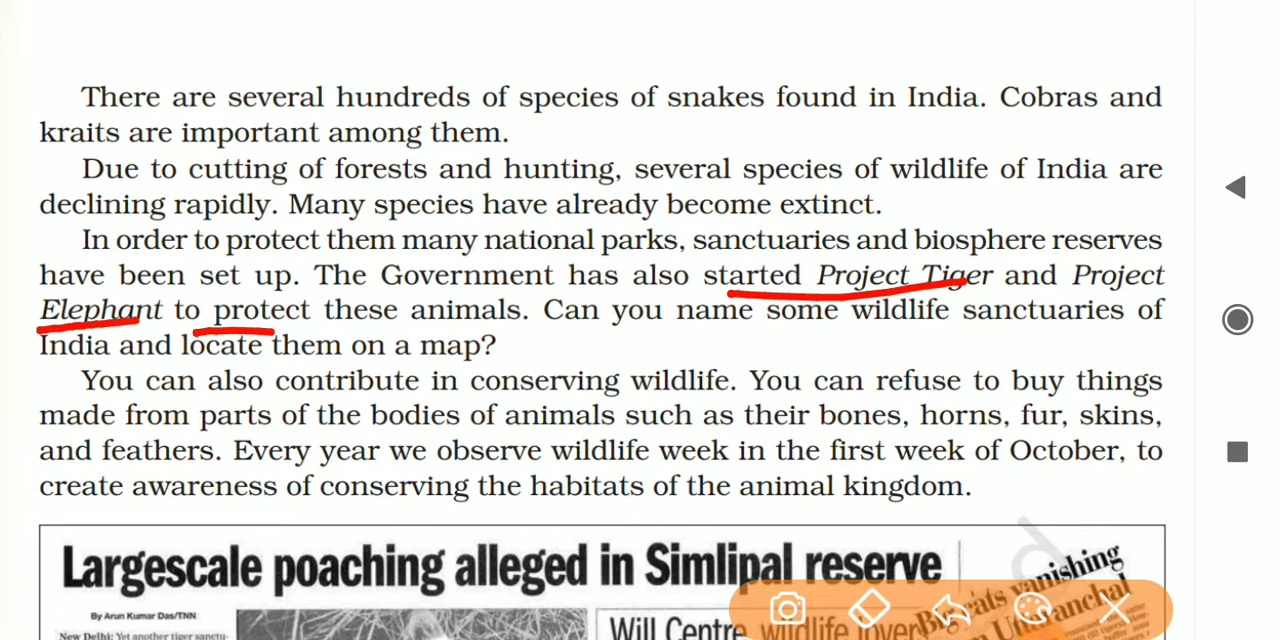 There are several hundreds of species of snakes found in India. Cobras and
kraits are important among them.
Due to cutting of forests and hunting, several species of wildlife of India are
declining rapidly. Many species have already become extinct.
In order to protect them many national parks, sanctuaries and biosphere reserves
have been set up. The Government has also started Project Tiger and Project
Elephant to protect these animals. Can you name some wildlife sanctuaries of
India and locate them on a map?
You can also contribute in conserving wildlife. You can refuse to buy things
made from parts of the bodies of animals such as their bones, horns, fur, skins,
and feathers. Every year we observe wildlife week in the first week of October, to
create awareness of conserving the habitats of the animal kingdom.
Largescale poaching alleged in Simlipal reserve
By Arun Kumar Das/TNN
New Delhi: Yet another tiger sanctu-
Will Centre, wildlife lover
Big cats vanishing